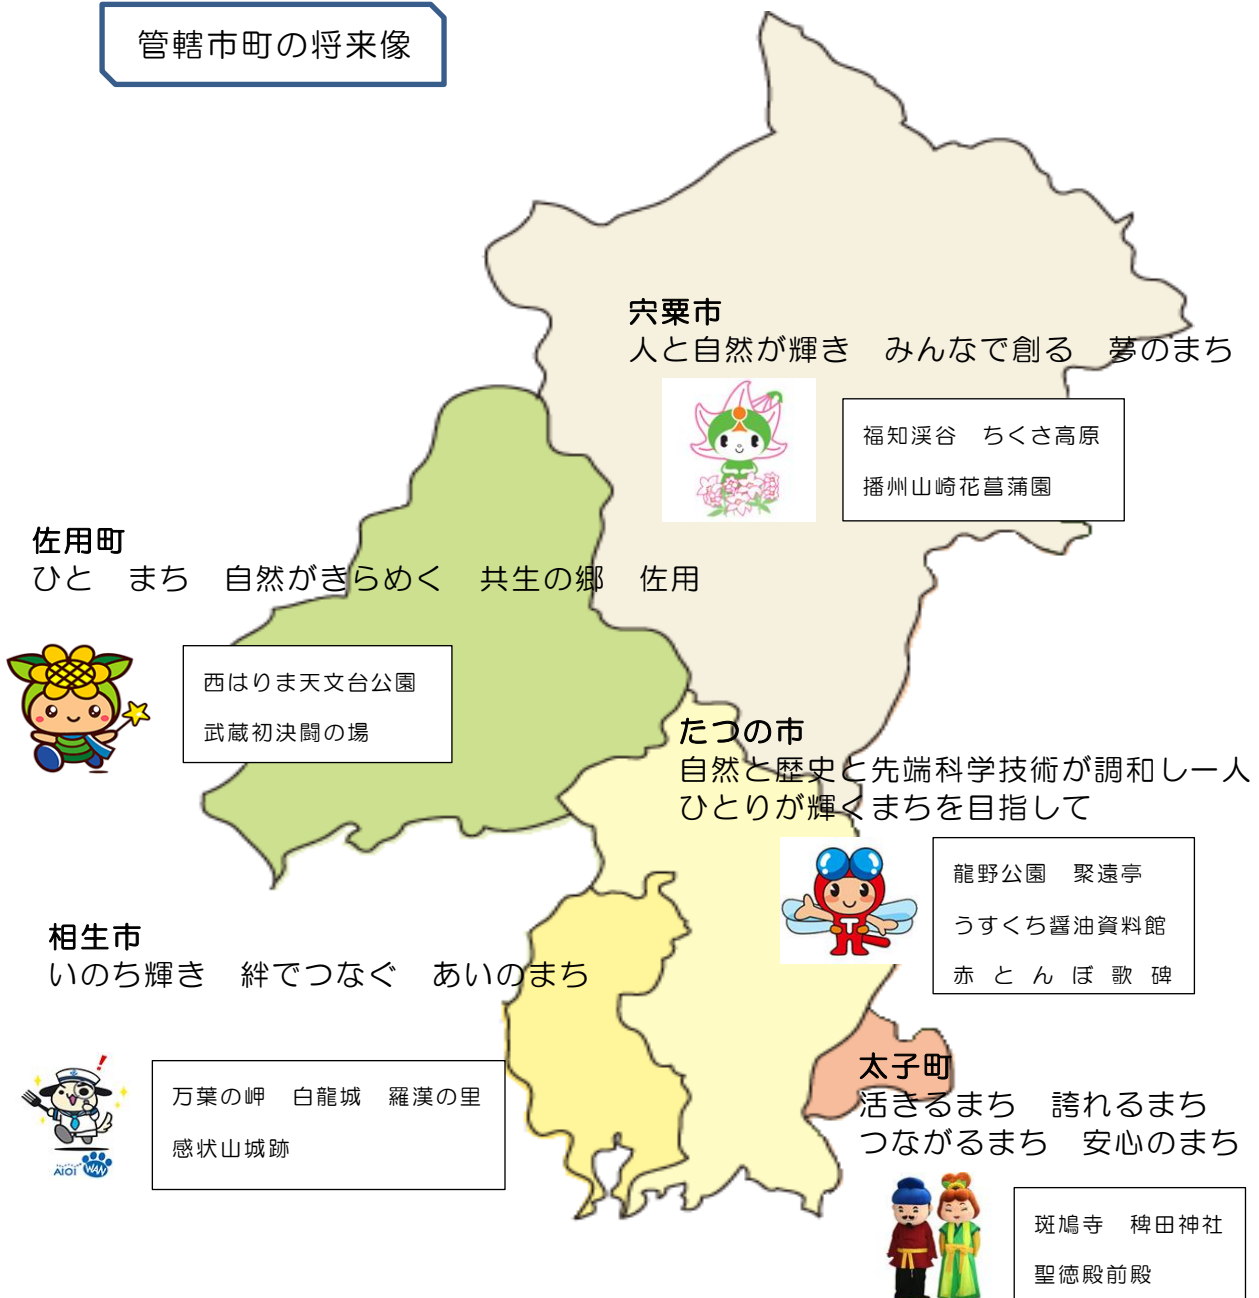 管轄市町の将来像
宍粟市
人と自然が輝き　みんなで創る　夢のまち
福知渓谷　ちくさ高原
播州山崎花菖蒲園
佐用町
ひと　まち　自然がきらめく　共生の郷　佐用
西はりま天文台公園
武蔵初決闘の場
たつの市
自然と歴史と先端科学技術が調和し一人
ひとりが輝くまちを目指して
龍野公園　聚遠亭
うすくち醤油資料館
赤とんぼ歌碑
相生市
いのち輝き　絆でつなぐ　あいのまち
万葉の岬　白龍城　羅漢の里
感状山城跡
AIOI WAN
太子町
活きるまち　誇れるまち
つながるまち　安心のまち
斑鳩寺　稗田神社
聖徳殿前殿